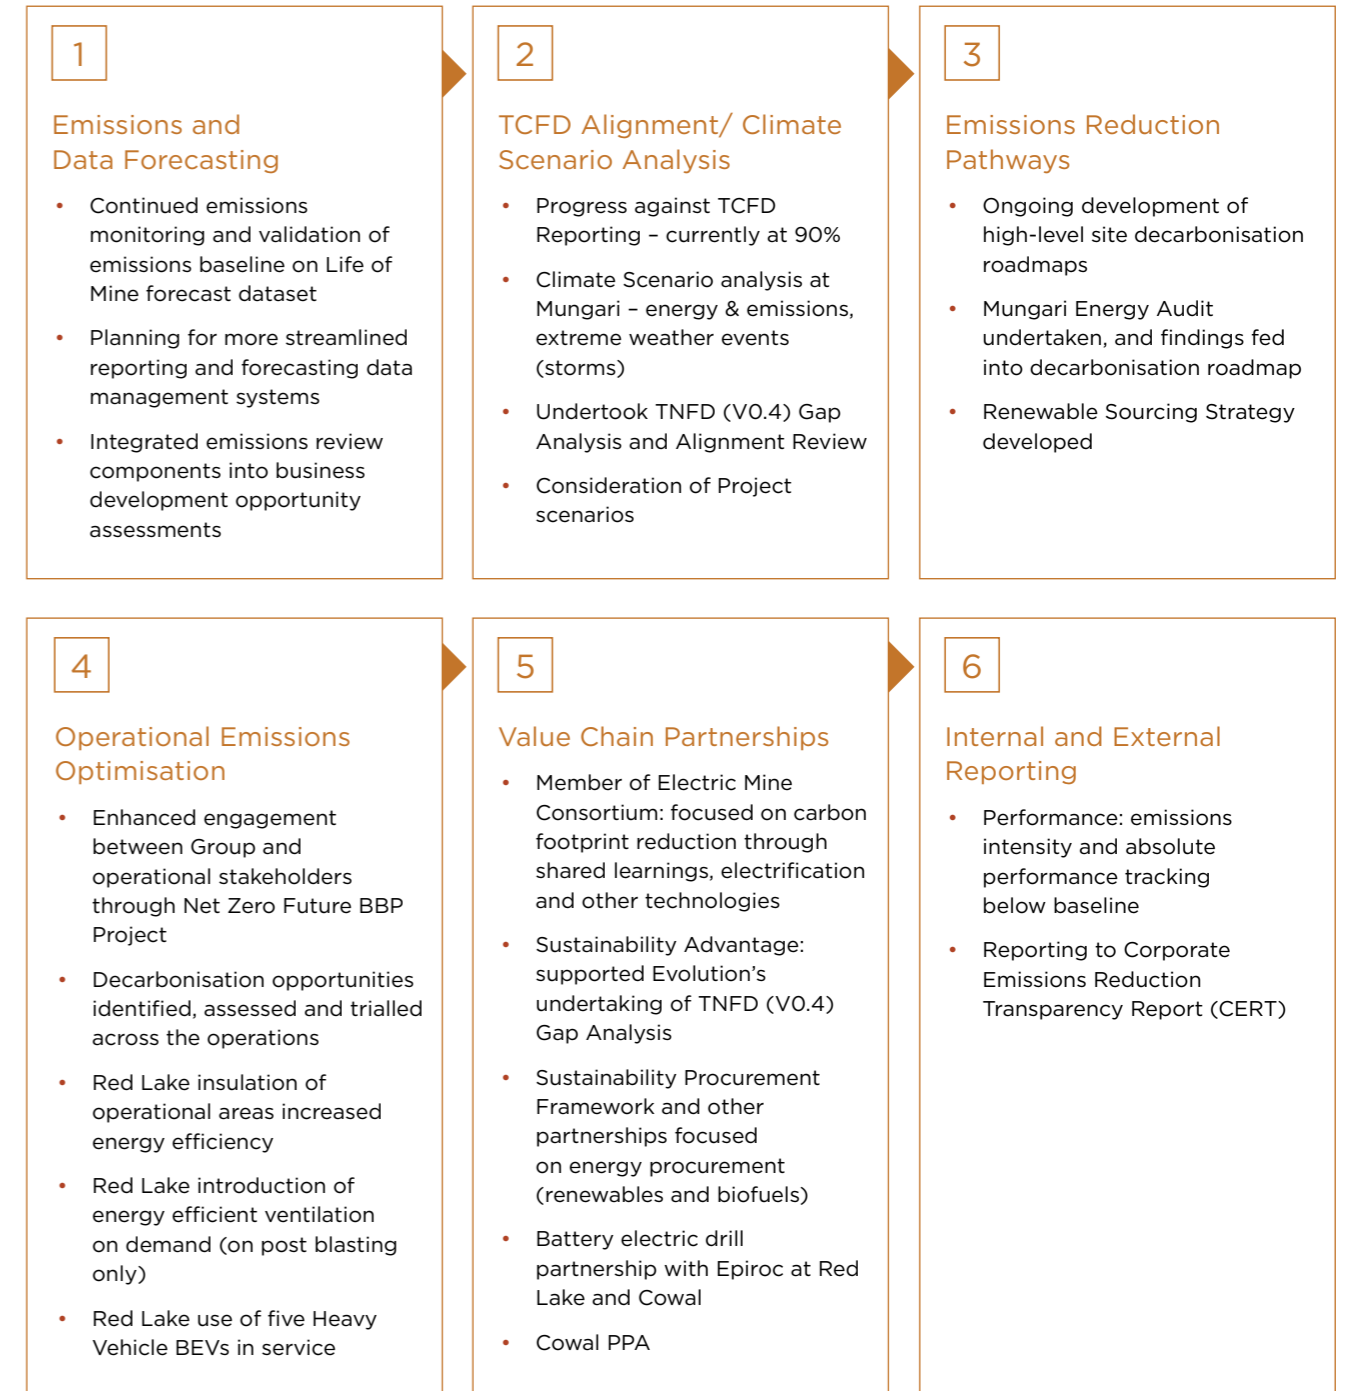 1
Emissions and
Data Forecasting
• Continued emissions
monitoring and validation of
emissions baseline on Life of
Mine forecast dataset
• Planning for more streamlined
reporting and forecasting data
management systems
• Integrated emissions review
components into business
development opportunity
assessments
2
TCFD Alignment/ Climate
Scenario Analysis
• Progress against TCFD
Reporting – currently at 90%
• Climate Scenario analysis at
Mungari – energy & emissions,
extreme weather events
(storms)
• Undertook TNFD (V0.4) Gap
Analysis and Alignment Review
• Consideration of Project
scenarios
3
Emissions Reduction
Pathways
• Ongoing development of
high-level site decarbonisation
roadmaps
• Mungari Energy Audit
undertaken, and findings fed
into decarbonisation roadmap
• Renewable Sourcing Strategy
developed
4
Operational Emissions
Optimisation
• Enhanced engagement
between Group and
operational stakeholders
through Net Zero Future BBP
Project
• Decarbonisation opportunities
identified, assessed and trialled
across the operations
• Red Lake insulation of
operational areas increased
energy efficiency
• Red Lake introduction of
energy efficient ventilation
on demand (on post blasting
only)
• Red Lake use of five Heavy
Vehicle BEVs in service
5
Value Chain Partnerships
• Member of Electric Mine
Consortium: focused on carbon
footprint reduction through
shared learnings, electrification
and other technologies
• Sustainability Advantage:
supported Evolution's
undertaking of TNFD (V0.4)
Gap Analysis
• Sustainability Procurement
Framework and other
partnerships focused
on energy procurement
(renewables and biofuels)
• Battery electric drill
partnership with Epiroc at Red
Lake and Cowal
• Cowal PPA
6
Internal and External
Reporting
• Performance: emissions
intensity and absolute
performance tracking
below baseline
• Reporting to Corporate
Emissions Reduction
Transparency Report (CERT)